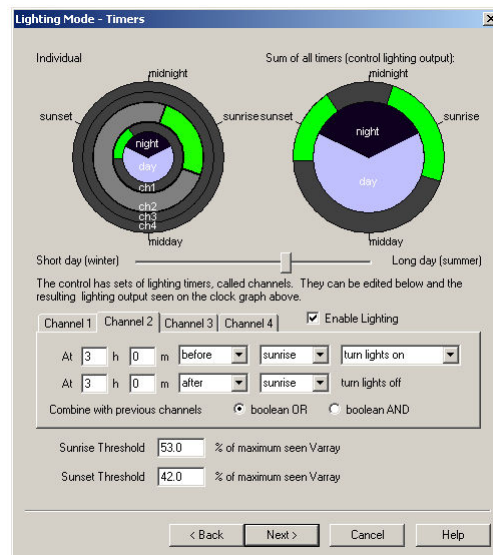 Lighting Mode - Timers
Individual
Sum of all timers (control lighting output):
midnight
sunset
sunrise
night
day
ch1
ch2
ch3
ch4
midday
midnight
sunset
sunrise
night
day
midday
Short day (winter)
Long day (summer)
The control has sets of lighting timers, called channels. They can be edited below and the
resulting lighting output seen on the clock graph above.
Channel 1 Channel 2 Channel 3 Channel 4 Enable Lighting
At 3 h 0 m before sunrise turn lights on
At 3 h 0 m after sunrise turn lights off
Combine with previous channels boolean OR boolean AND
Sunrise Threshold 53.0 % of maximum seen Varray
Sunset Threshold 42.0 % of maximum seen Varray
< Back Next > Cancel Help